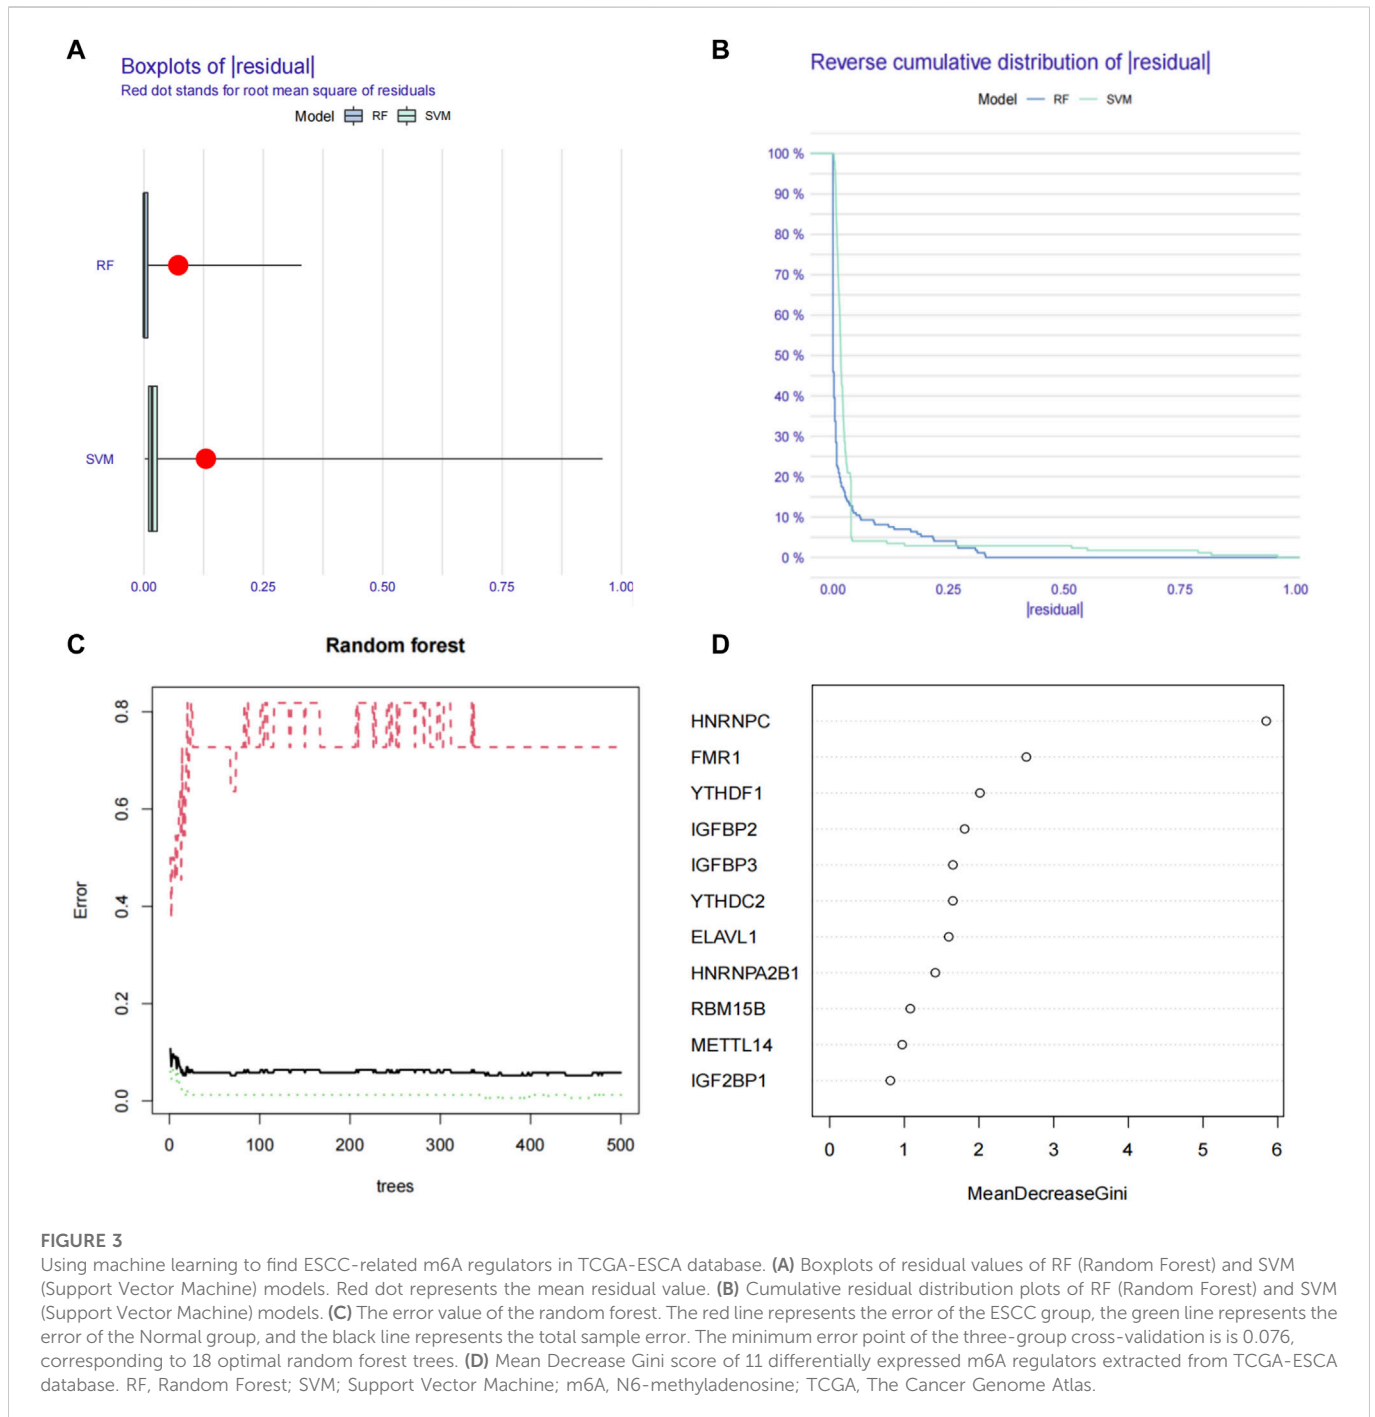 A
Boxplots of |residual|
Red dot stands for root mean square of residuals
Model RF SVM
RF
SVM
0.00 0.25 0.50 0.75 1.00
B
Reverse cumulative distribution of |residual|
Model RF SVM
100 %
90 %
80 %
70 %
60 %
50 %
40 %
30 %
20 %
10 %
0 %
0.00 0.25 0.50 0.75 1.00
|residual|
C
Random forest
Error
0.8
0.6
0.4
0.2
0.0
0 100 200 300 400 500
trees
D
HNRNPC
FMR1
YTHDF1
IGFBP2
IGFBP3
YTHDC2
ELAVL1
HNRNPA2B1
RBM15B
METTL14
IGF2BP1
0 1 2 3 4 5 6
MeanDecreaseGini
FIGURE 3
Using machine learning to find ESCC-related m6A regulators in TCGA-ESCA database. (A) Boxplots of residual values of RF (Random Forest) and SVM
(Support Vector Machine) models. Red dot represents the mean residual value. (B) Cumulative residual distribution plots of RF (Random Forest) and SVM
(Support Vector Machine) models. (C) The error value of the random forest. The red line represents the error of the ESCC group, the green line represents the
error of the Normal group, and the black line represents the total sample error. The minimum error point of the three-group cross-validation is is 0.076,
corresponding to 18 optimal random forest trees. (D) Mean Decrease Gini score of 11 differentially expressed m6A regulators extracted from TCGA-ESCA
database. RF, Random Forest; SVM; Support Vector Machine; m6A, N6-methyladenosine; TCGA, The Cancer Genome Atlas.